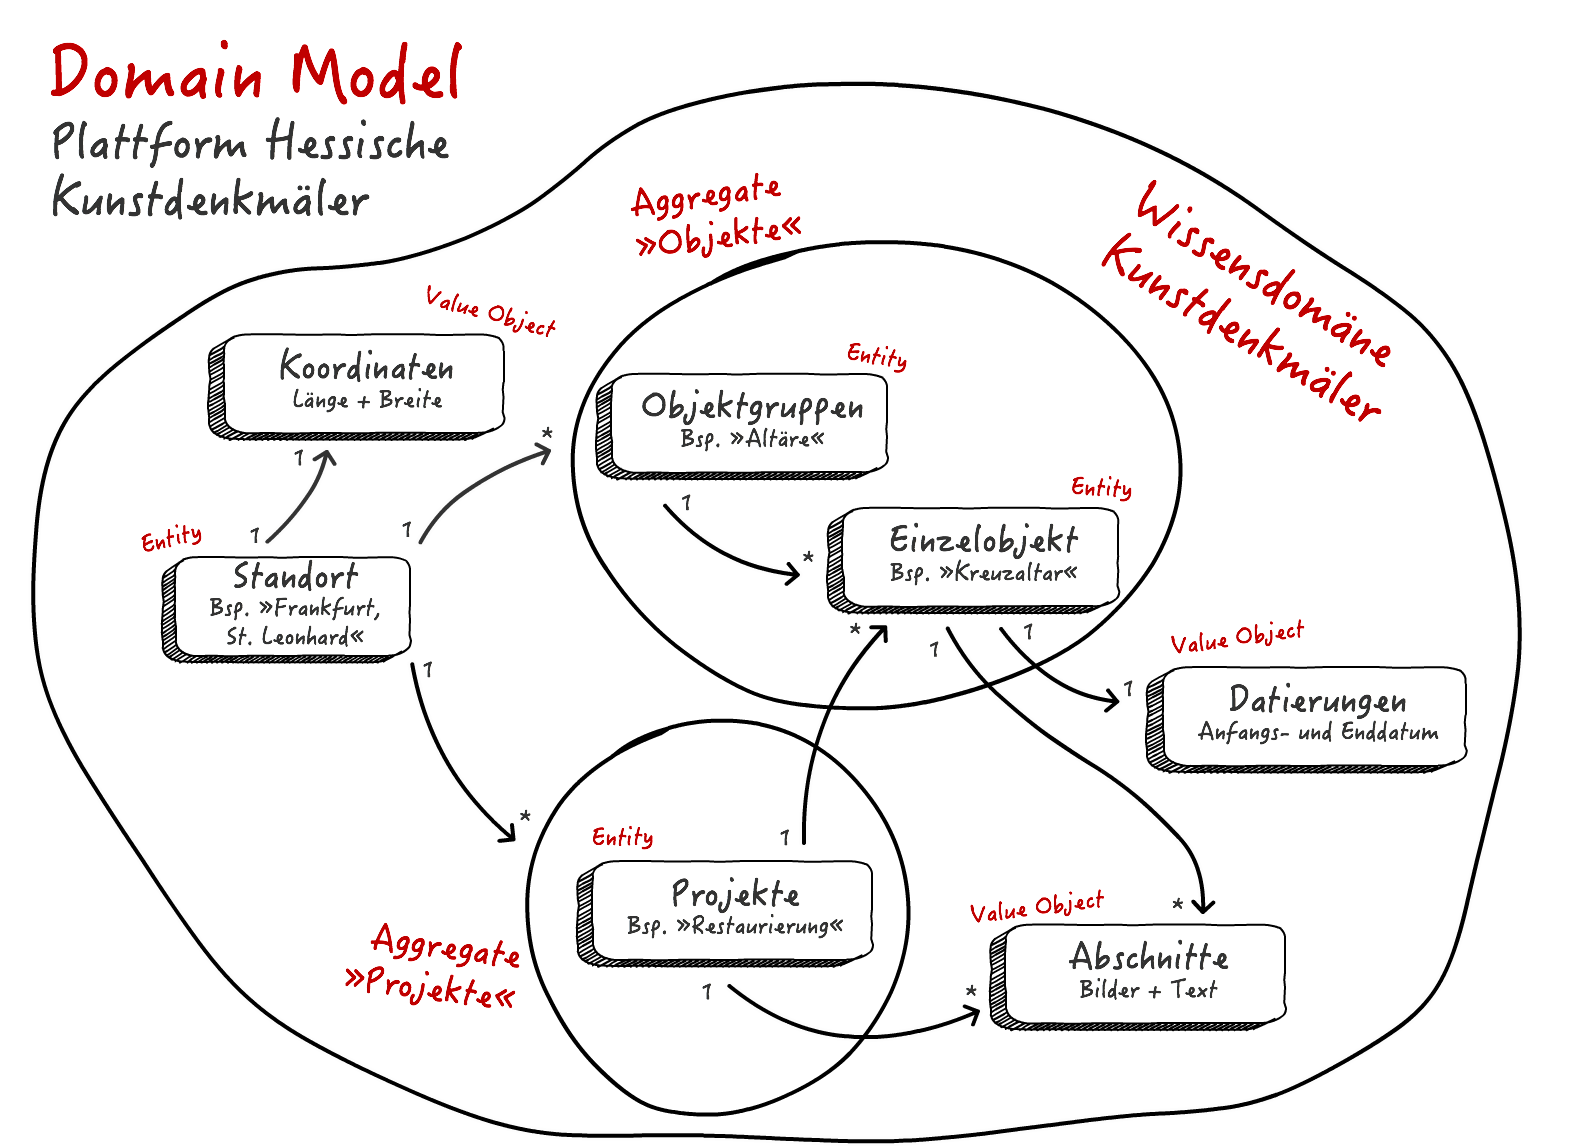 Domain Model
Plattform Hessische
Kunstdenkmäler
Aggregate
»Objekte«
Wissensdomäne
Kunstdenkmäler
Value Object
Koordinaten
Länge + Breite
Entity
Objektgruppen
Bsp. »Altäre«
1
*
1
1
1
*
Entity
Einzelobjekt
Bsp. »Kreuzaltar«
Entity
Standort
Bsp. »Frankfurt,
St. Leonhard«
1
*
*
1
1
1
Value Object
Datierungen
Anfangs- und Enddatum
1
Entity
Projekte
Bsp. »Restaurierung«
Aggregate
»Projekte«
1
*
*
Value Object
Abschnitte
Bilder + Text